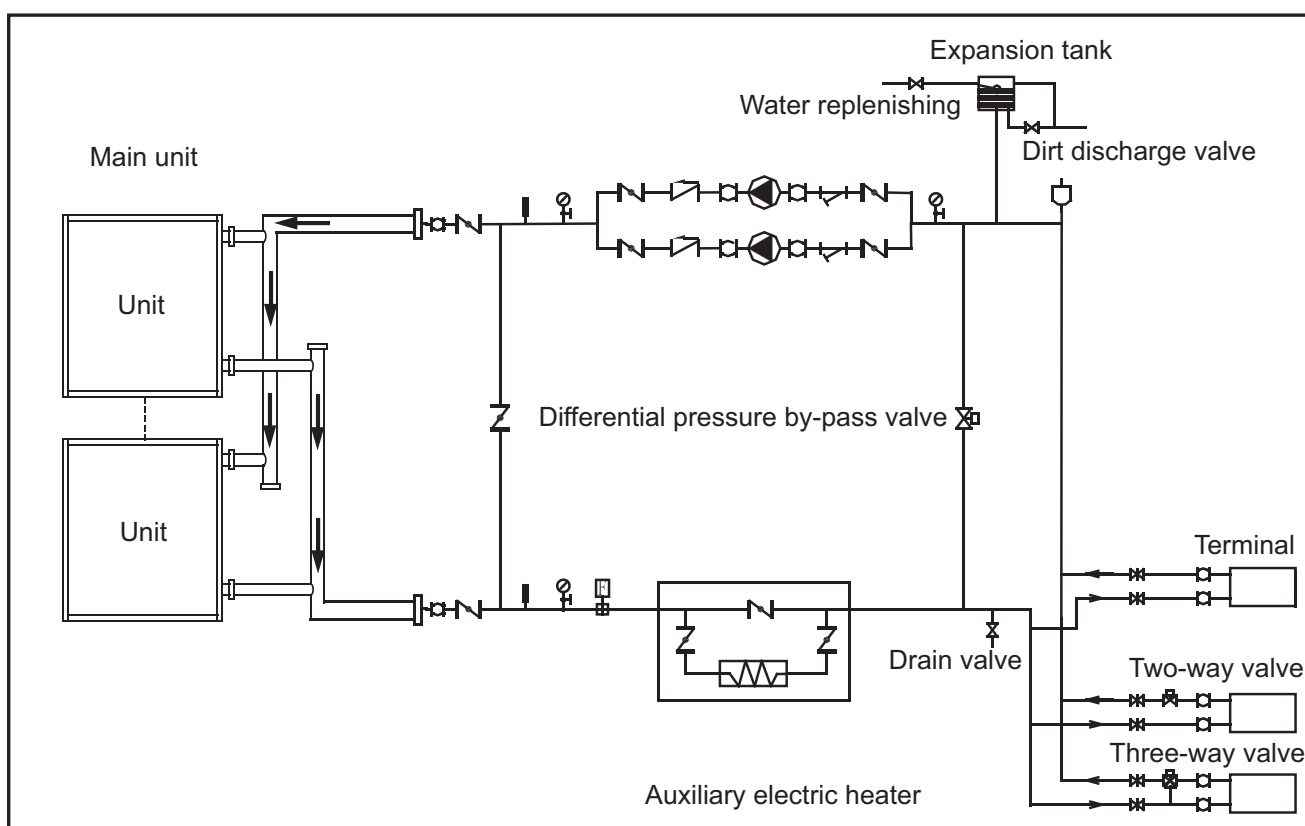 Expansion tank
Water replenishing
Dirt discharge valve
Main unit
Unit
Differential pressure by-pass valve
Unit
Terminal
Drain valve
Two-way valve
Three-way valve
Auxiliary electric heater